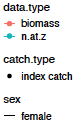 data.type
biomass
n.at.z
catch.type
index catch
sex
female